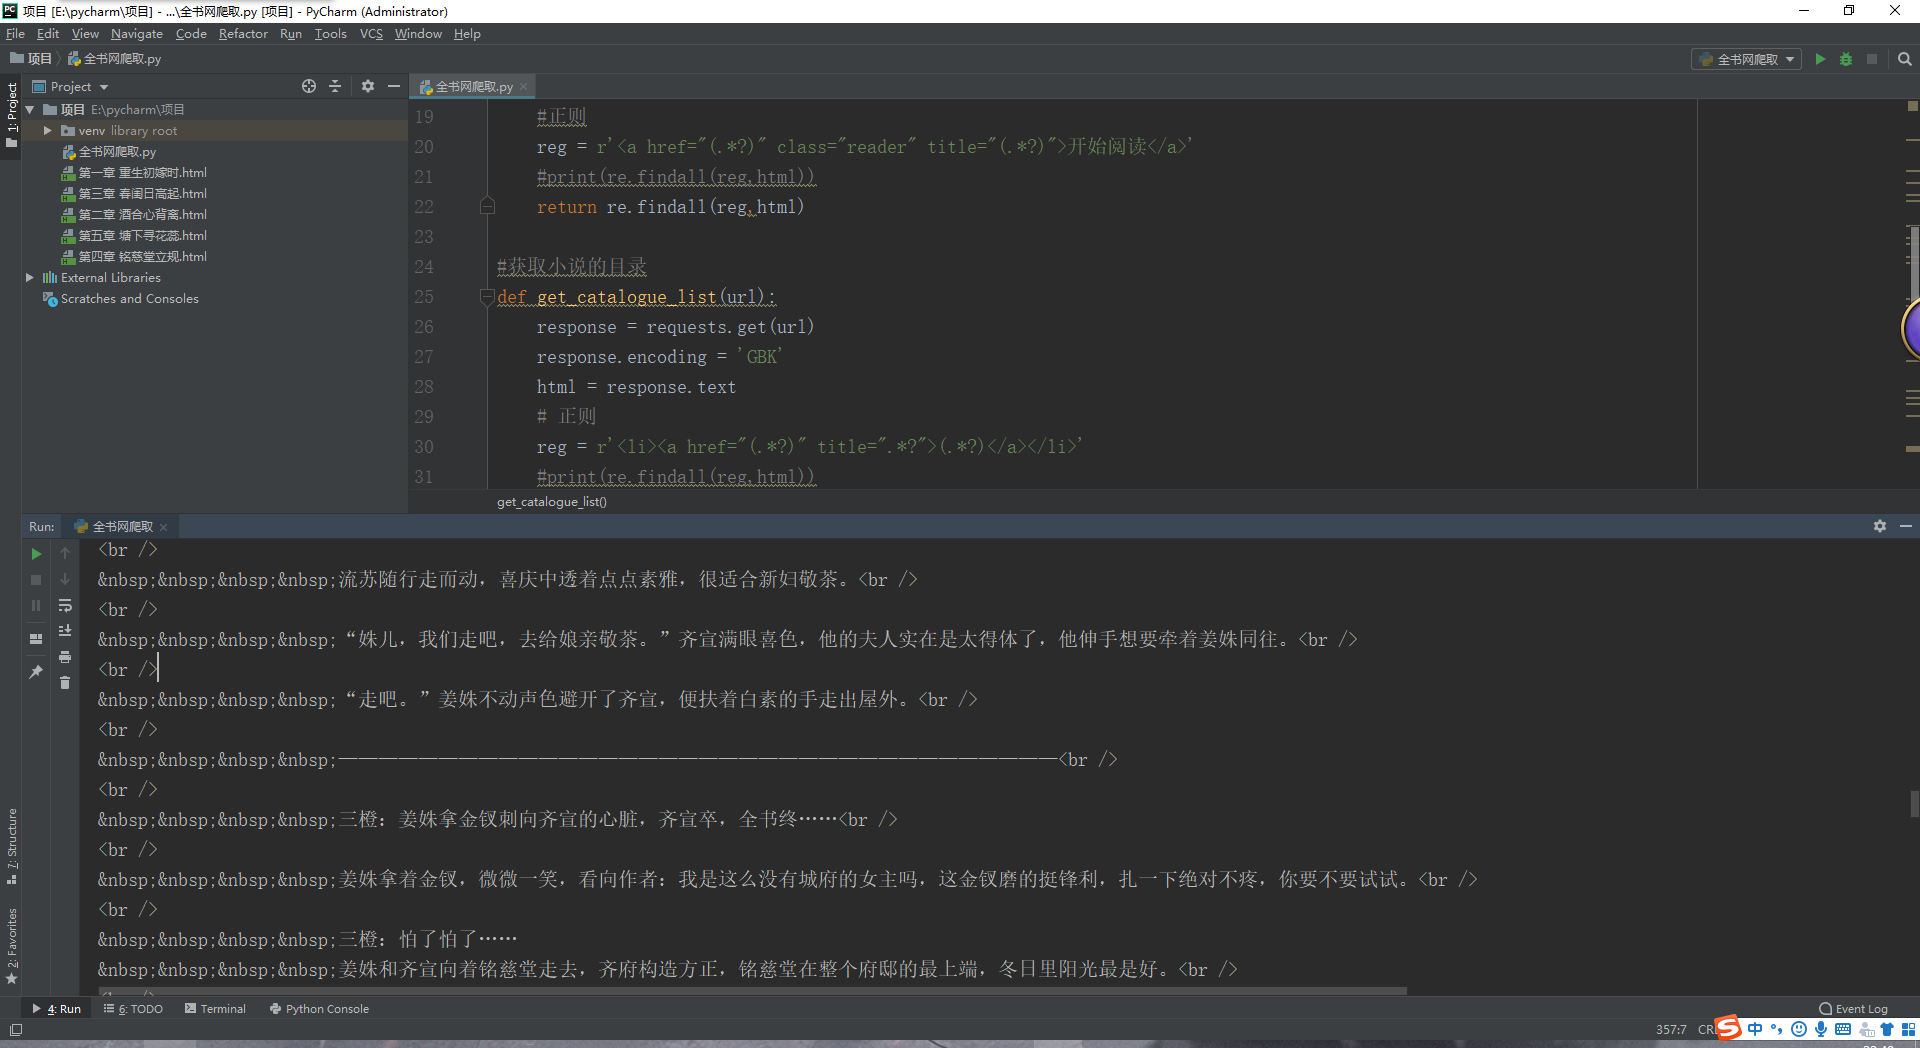 项目 [E:\pycharm\项目] - ...\全书网爬取.py [项目] - PyCharm (Administrator)
File Edit View Navigate Code Refactor Run Tools VCS Window Help
项目 全书网爬取.py
全书网爬取
1: Project
Project
项目 E:\pycharm\项目
venv library root
全书网爬取.py
第一章 重生初嫁时.html
第三章 春闺日高起.html
第二章 酒合心背离.html
第五章 塘下寻花蕊.html
第四章 铭慈堂立规.html
External Libraries
Scratches and Consoles
全书网爬取.py
19 #正则
20 reg = r'<a href="(.*?)" class="reader" title="(.*?)">开始阅读</a>'
21 #print(re.findall(reg,html))
22 return re.findall(reg,html)
23
24 #获取小说的目录
25 def get_catalogue_list(url):
26 response = requests.get(url)
27 response.encoding = 'GBK'
28 html = response.text
29 # 正则
30 reg = r'<li><a href="(.*?)" title=".*?">(.*?)</a></li>'
31 #print(re.findall(reg,html))
get_catalogue_list()
Run: 全书网爬取
<br />
&nbsp;&nbsp;&nbsp;&nbsp;流苏随行走而动，喜庆中透着点点素雅，很适合新妇敬茶。<br />
<br />
&nbsp;&nbsp;&nbsp;&nbsp;“姝儿，我们走吧，去给娘亲敬茶。”齐宣满眼喜色，他的夫人实在是太得体了，他伸手想要牵着姜姝同往。<br />
<br />
&nbsp;&nbsp;&nbsp;&nbsp;“走吧。”姜姝不动声色避开了齐宣，便扶着白素的手走出屋外。<br />
<br />
&nbsp;&nbsp;&nbsp;&nbsp;————————————————————————————————————<br />
<br />
&nbsp;&nbsp;&nbsp;&nbsp;三橙：姜姝拿金钗刺向齐宣的心脏，齐宣卒，全书终……<br />
<br />
&nbsp;&nbsp;&nbsp;&nbsp;姜姝拿着金钗，微微一笑，看向作者：我是这么没有城府的女主吗，这金钗磨的挺锋利，扎一下绝对不疼，你要不要试试。<br />
<br />
&nbsp;&nbsp;&nbsp;&nbsp;三橙：怕了怕了……
&nbsp;&nbsp;&nbsp;&nbsp;姜姝和齐宣向着铭慈堂走去，齐府构造方正，铭慈堂在整个府邸的最上端，冬日里阳光最是好。<br />
7: Structure
2: Favorites
4: Run 6: TODO Terminal Python Console Event Log
357:7 中